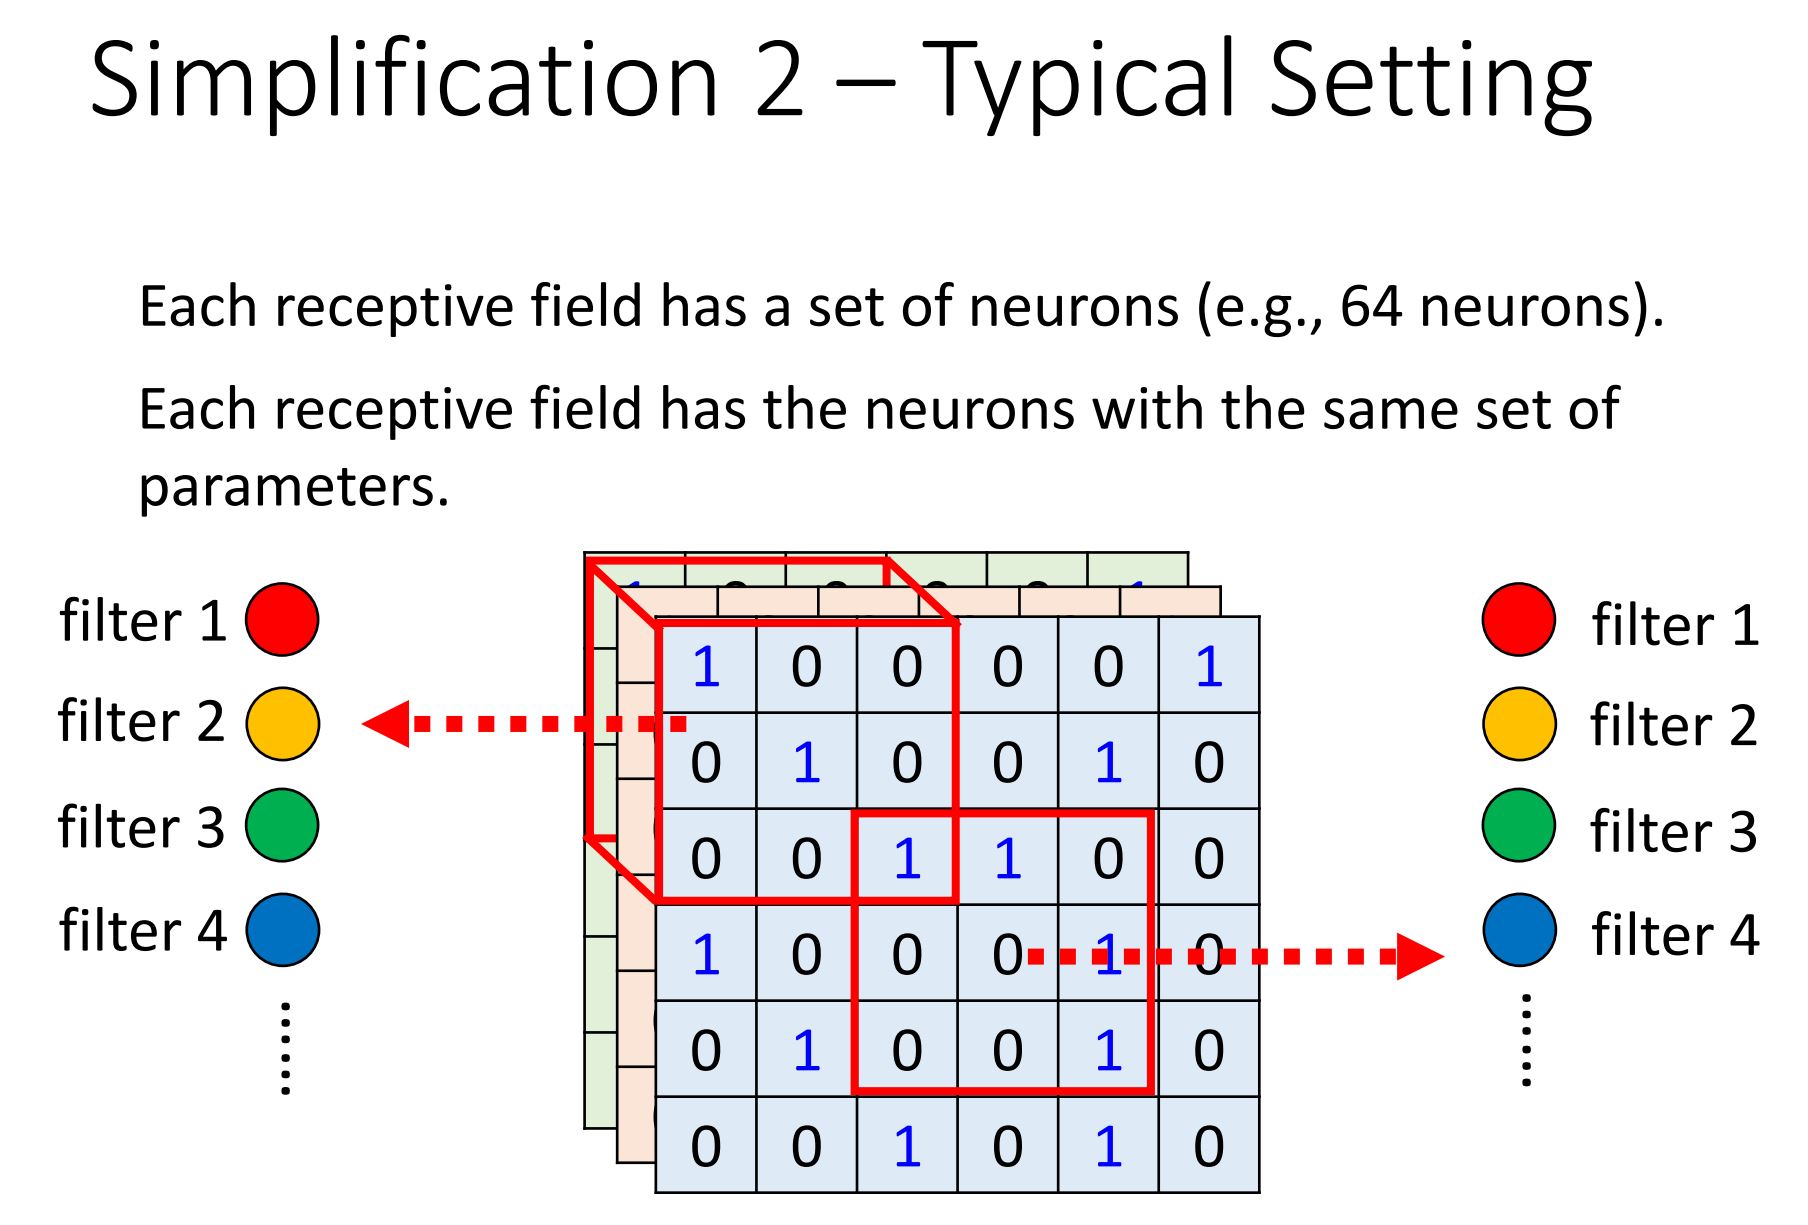 Simplification 2 – Typical Setting
Each receptive field has a set of neurons (e.g., 64 neurons).
Each receptive field has the neurons with the same set of
parameters.
filter 1
filter 2
filter 3
filter 4
......
1 0 0 0 0 1
0 1 0 0 1 0
0 0 1 1 0 0
1 0 0 0 1 0
0 1 0 0 1 0
0 0 1 0 1 0
filter 1
filter 2
filter 3
filter 4
......